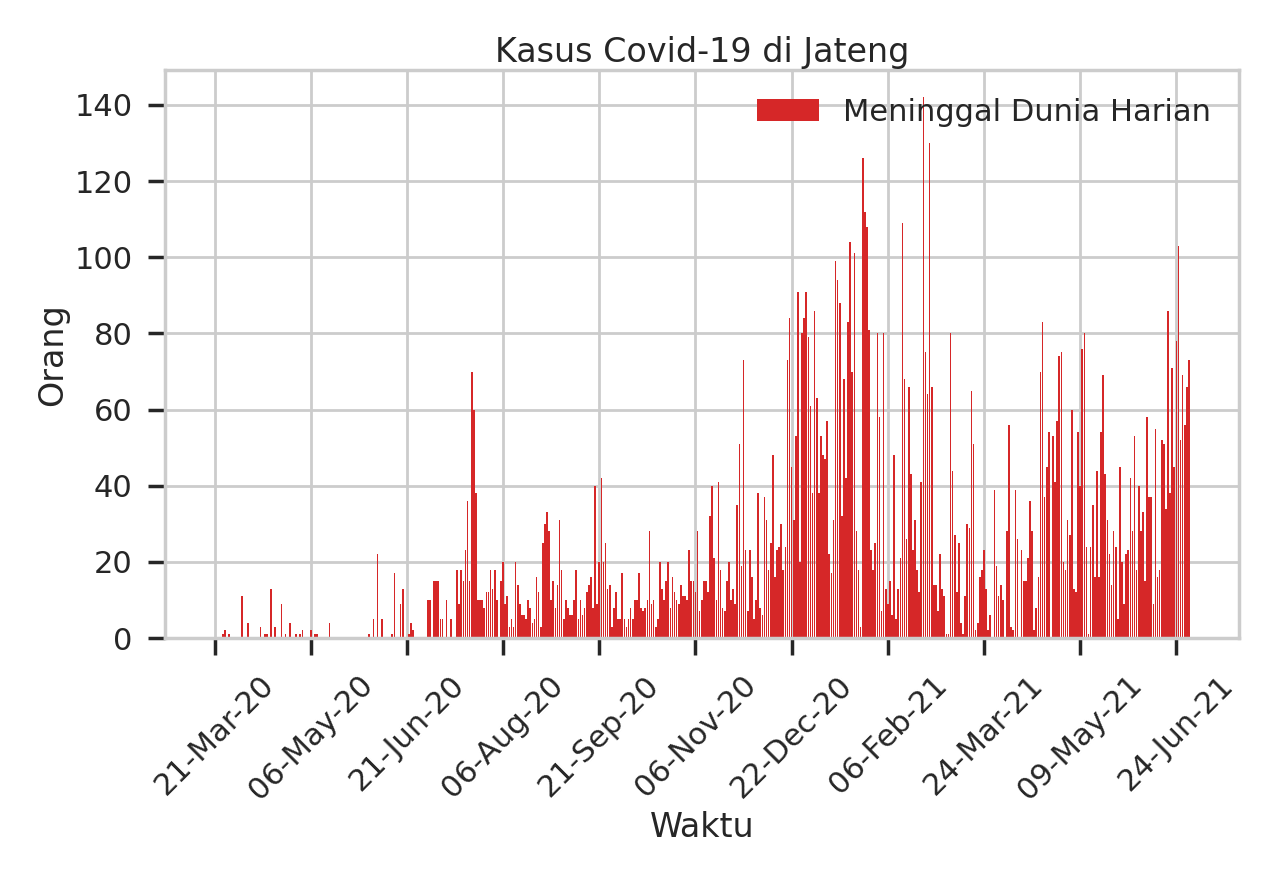 Kasus Covid-19 di Jateng
Meninggal Dunia Harian
140
120
100
80
60
40
20
0
Orang
21-Mar-20
06-May-20
21-Jun-20
06-Aug-20
21-Sep-20
06-Nov-20
22-Dec-20
06-Feb-21
24-Mar-21
09-May-21
24-Jun-21
Waktu